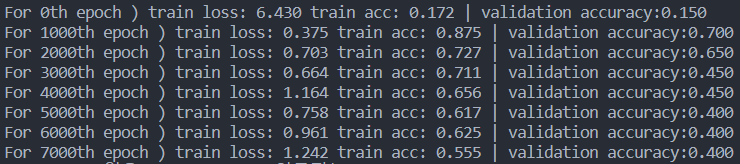 For 0th epoch ) train loss: 6.430 train acc: 0.172 | validation accuracy:0.150
For 1000th epoch ) train loss: 0.375 train acc: 0.875 | validation accuracy:0.700
For 2000th epoch ) train loss: 0.703 train acc: 0.727 | validation accuracy:0.650
For 3000th epoch ) train loss: 0.664 train acc: 0.711 | validation accuracy:0.450
For 4000th epoch ) train loss: 1.164 train acc: 0.656 | validation accuracy:0.450
For 5000th epoch ) train loss: 0.758 train acc: 0.617 | validation accuracy:0.400
For 6000th epoch ) train loss: 0.961 train acc: 0.625 | validation accuracy:0.400
For 7000th epoch ) train loss: 1.242 train acc: 0.555 | validation accuracy:0.400